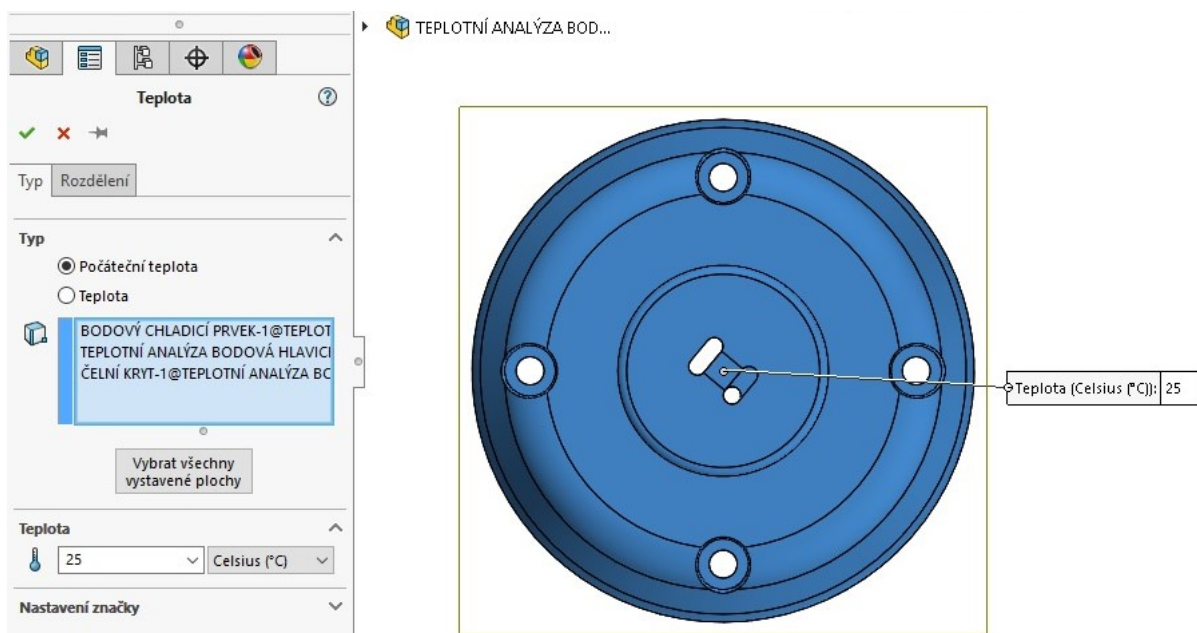 TEPLOTNÍ ANALÝZA BOD...
Teplota
Typ
Rozdělení
Typ
Počáteční teplota
Teplota
BODOVÝ CHLADICÍ PRVEK-1@TEPLOT
TEPLOTNÍ ANALÝZA BODOVÁ HLAVICI
ČELNÍ KRYT-1@TEPLOTNÍ ANALÝZA BO
Vybrat všechny
vystavené plochy
Teplota
25
Celsius (°C)
Nastavení značky
Teplota (Celsius (°C)): 25